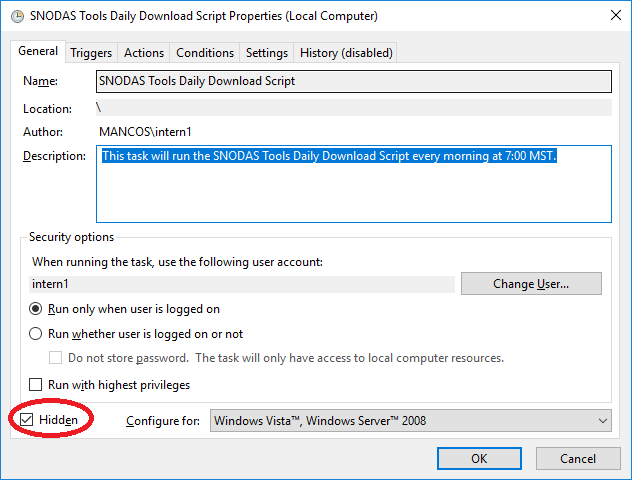 SNODAS Tools Daily Download Script Properties (Local Computer)
General Triggers Actions Conditions Settings History (disabled)
Name: SNODAS Tools Daily Download Script
Location: \
Author: MANCOS\intern1
Description: This task will run the SNODAS Tools Daily Download Script every morning at 7:00 MST.
Security options
When running the task, use the following user account:
intern1 Change User...
Run only when user is logged on
Run whether user is logged on or not
Do not store password. The task will only have access to local computer resources.
Run with highest privileges
Hidden Configure for: Windows Vista™, Windows Server™ 2008
OK Cancel